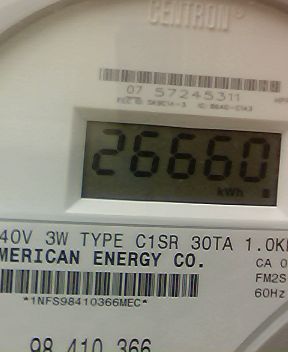 CENTRON®
07 57245311
26660
kWh
40V 3W TYPE C1SR 30TA 1.0K
MERICAN ENERGY CO.
CA 0
FM2S
60Hz
*1NFS98410366MEC*
98 410 366